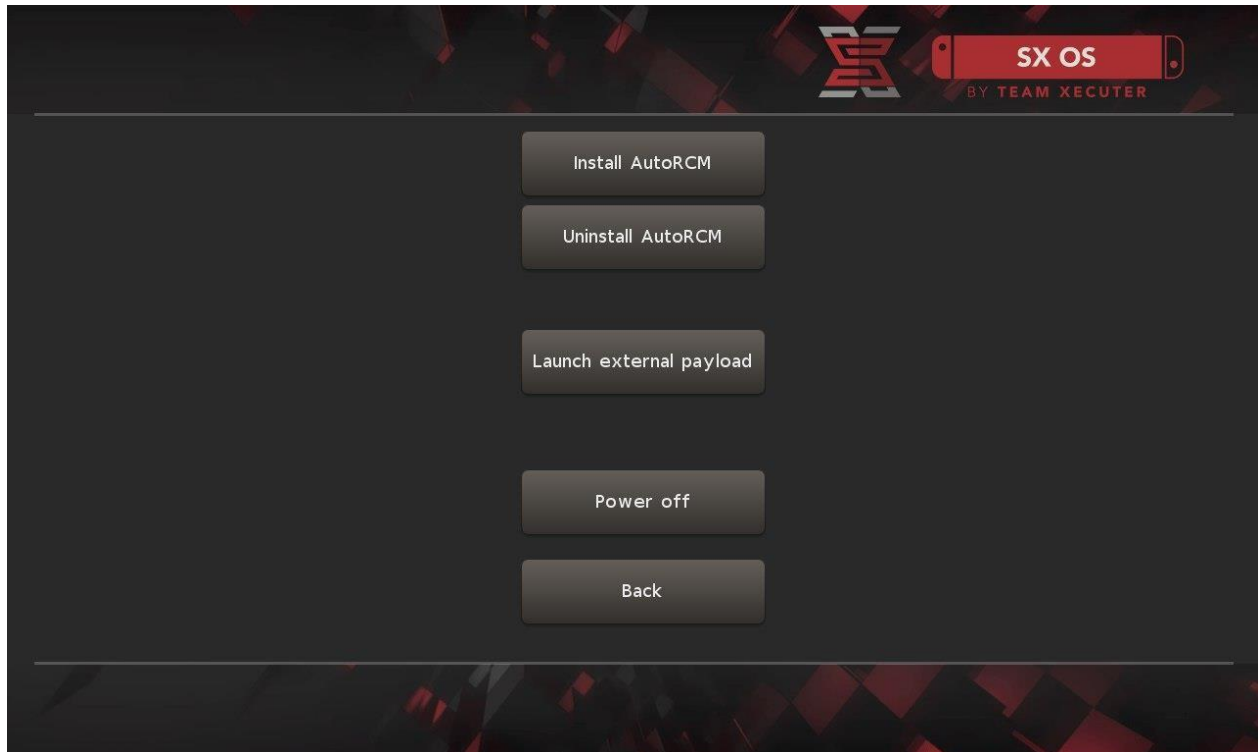 SX OS
BY TEAM XECUTER
Install AutoRCM
Uninstall AutoRCM
Launch external payload
Power off
Back